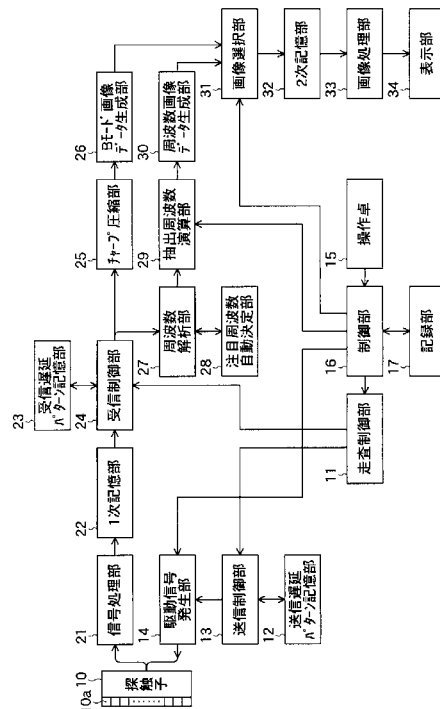 10
探触子
10a
21
信号処理部
22
1次記憶部
23
受信遅延
パターン記憶部
24
受信制御部
25
チャープ圧縮部
26
Bモード画像
データ生成部
27
周波数
解析部
28
注目周波数
自動決定部
29
抽出周波数
演算部
30
周波数画像
データ生成部
31
画像選択部
32
2次記憶部
33
画像処理部
34
表示部
14
駆動信号
発生部
13
送信制御部
12
送信遅延
パターン記憶部
11
走査制御部
16
制御部
15
操作卓
17
記録部